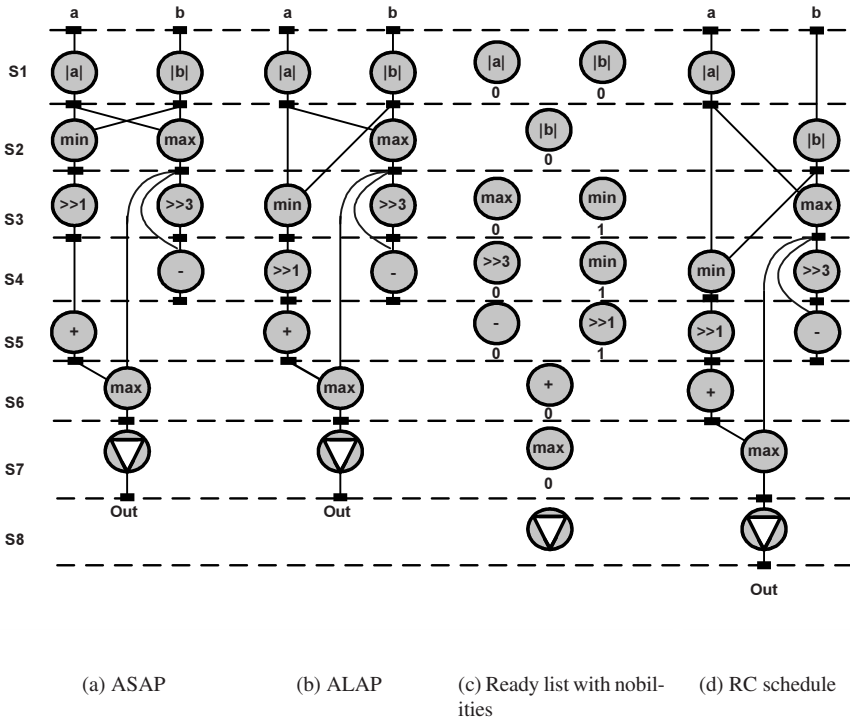 a b a b a b
S1 |a| |b| |a| |b| |a| |b| |a|
0 0
S2 min max max |b| |b|
0
S3 >>1 >>3 min >>3 max min max
0 1
S4 - >>1 - >>3 min min >>3
0 1
S5 + + - >>1 >>1 -
0 1
S6 max max + +
0
S7 max max
0
Out Out
S8
Out
(a) ASAP (b) ALAP (c) Ready list with nobil- (d) RC schedule
ities